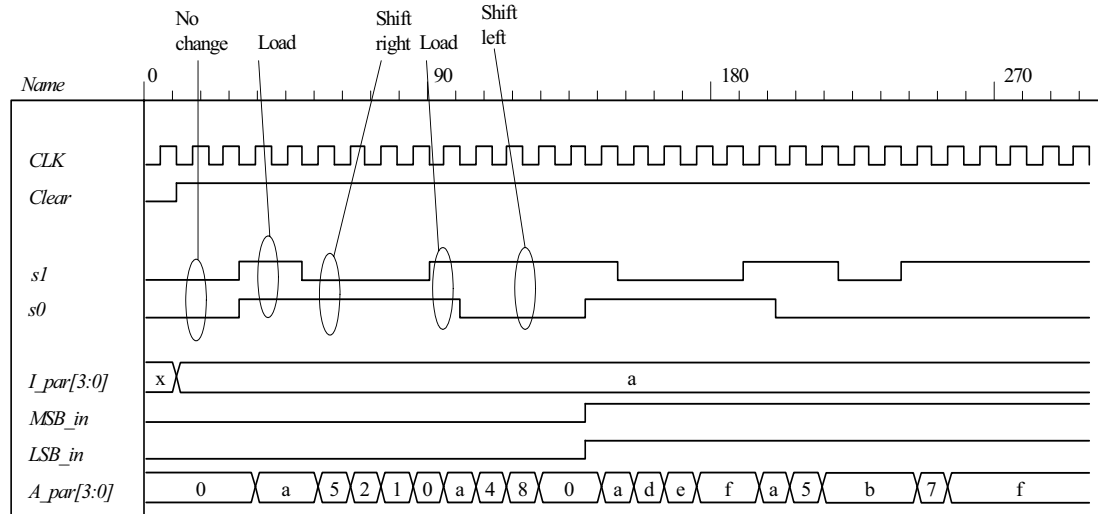 No change
Load
Shift right
Load
Shift left
Name
0 90 180 270
CLK
Clear
s1
s0
I_par[3:0] x a
MSB_in
LSB_in
A_par[3:0] 0 a 5 2 1 0 a 4 8 0 a d e f a 5 b 7 f